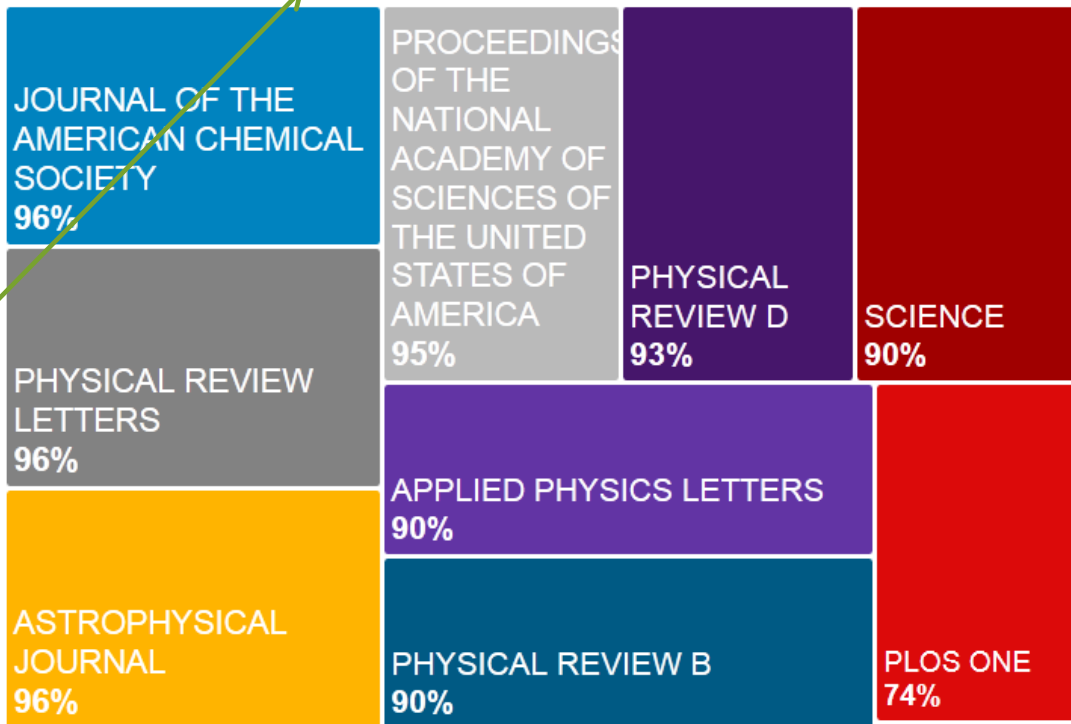 JOURNAL OF THE
AMERICAN CHEMICAL
SOCIETY
96%
PHYSICAL REVIEW
LETTERS
96%
ASTROPHYSICAL
JOURNAL
96%
PROCEEDINGS
OF THE
NATIONAL
ACADEMY OF
SCIENCES OF
THE UNITED
STATES OF
AMERICA
95%
PHYSICAL
REVIEW D
93%
SCIENCE
90%
APPLIED PHYSICS LETTERS
90%
PHYSICAL REVIEW B
90%
PLOS ONE
74%